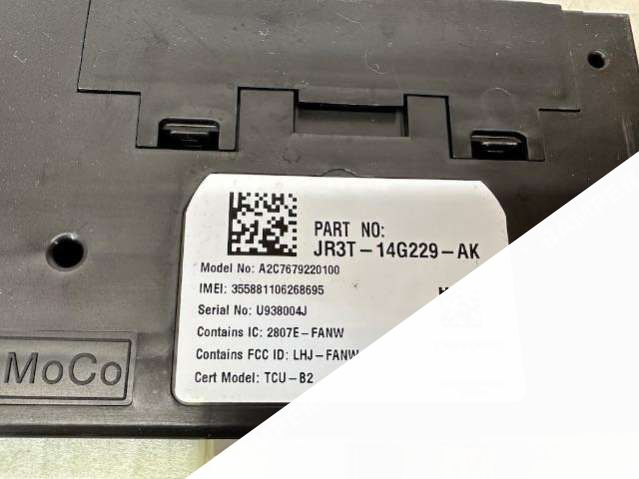 PART NO:
JR3T-14G229-AK
Model No: A2C7679220100
IMEI: 355881106268695
Serial No: U938004J
Contains IC: 2807E-FANW
Contains FCC ID: LHJ-FANW
Cert Model: TCU-B2
MoCo